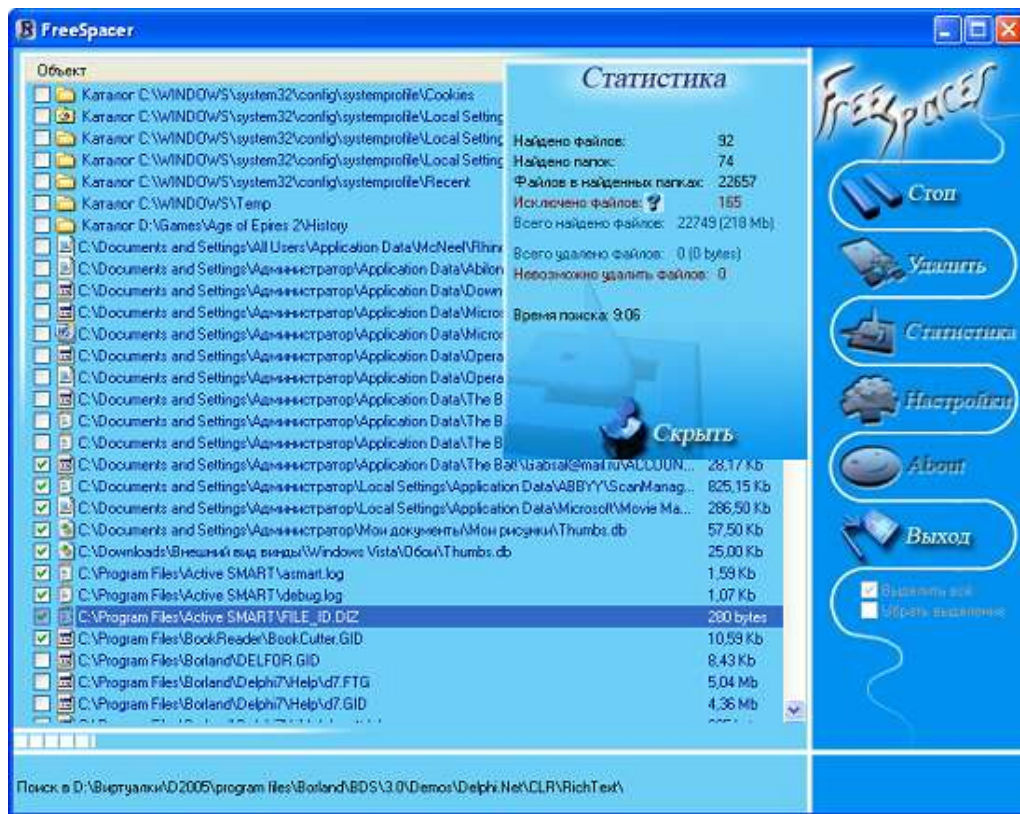 FreeSpacer
Объект
Каталог C:\WINDOWS\system32\config\systemprofile\Cookies
Каталог C:\WINDOWS\system32\config\systemprofile\Local Setting
Каталог C:\WINDOWS\system32\config\systemprofile\Local Setting
Каталог C:\WINDOWS\system32\config\systemprofile\Local Setting
Каталог C:\WINDOWS\system32\config\systemprofile\Recent
Каталог C:\WINDOWS\Temp
Каталог D:\Games\Age of Epires 2\History
C:\Documents and Settings\All Users\Application Data\McNeel\Rhin
C:\Documents and Settings\Администратор\Application Data\Abilon
C:\Documents and Settings\Администратор\Application Data\Down
C:\Documents and Settings\Администратор\Application Data\Micros
C:\Documents and Settings\Администратор\Application Data\Micro
C:\Documents and Settings\Администратор\Application Data\Opera
C:\Documents and Settings\Администратор\Application Data\Opera
C:\Documents and Settings\Администратор\Application Data\The B
C:\Documents and Settings\Администратор\Application Data\The B
C:\Documents and Settings\Администратор\Application Data\The B
C:\Documents and Settings\Администратор\Application Data\The Bat!\Gabsal@mail.ru\ACCOUN... 28,17 Kb
C:\Documents and Settings\Администратор\Local Settings\Application Data\ABBYY\ScanManag... 825,15 Kb
C:\Documents and Settings\Администратор\Local Settings\Application Data\Microsoft\Movie Ma... 286,50 Kb
C:\Documents and Settings\Администратор\Мои документы\Мои рисунки\Thumbs.db 57,50 Kb
C:\Downloads\Внешний вид винды\Windows Vista\Обои\Thumbs.db 25,00 Kb
C:\Program Files\Active SMART\asmart.log 1,59 Kb
C:\Program Files\Active SMART\debug.log 1,07 Kb
C:\Program Files\Active SMART\FILE_ID.DIZ 280 bytes
C:\Program Files\BookReader\BookCutter.GID 10,59 Kb
C:\Program Files\Borland\DELFOR.GID 8,43 Kb
C:\Program Files\Borland\Delphi7\Help\d7.FTG 5,04 Mb
C:\Program Files\Borland\Delphi7\Help\d7.GID 4,36 Mb
Статистика
Найдено файлов: 92
Найдено папок: 74
Файлов в найденных папках: 22657
Исключено файлов: ? 165
Всего найдено файлов: 22749 (218 Mb)
Всего удалено файлов: 0 (0 bytes)
Невозможно удалить файлов: 0
Время поиска: 9:06
Скрыть
FreeSpacer
Стоп
Удалить
Статистика
Настройки
About
Выход
Выделить всё
Убрать выделение
Поиск в D:\Виртуалки\D2005\program files\Borland\BDS\3.0\Demos\Delphi.Net\CLR\RichText\